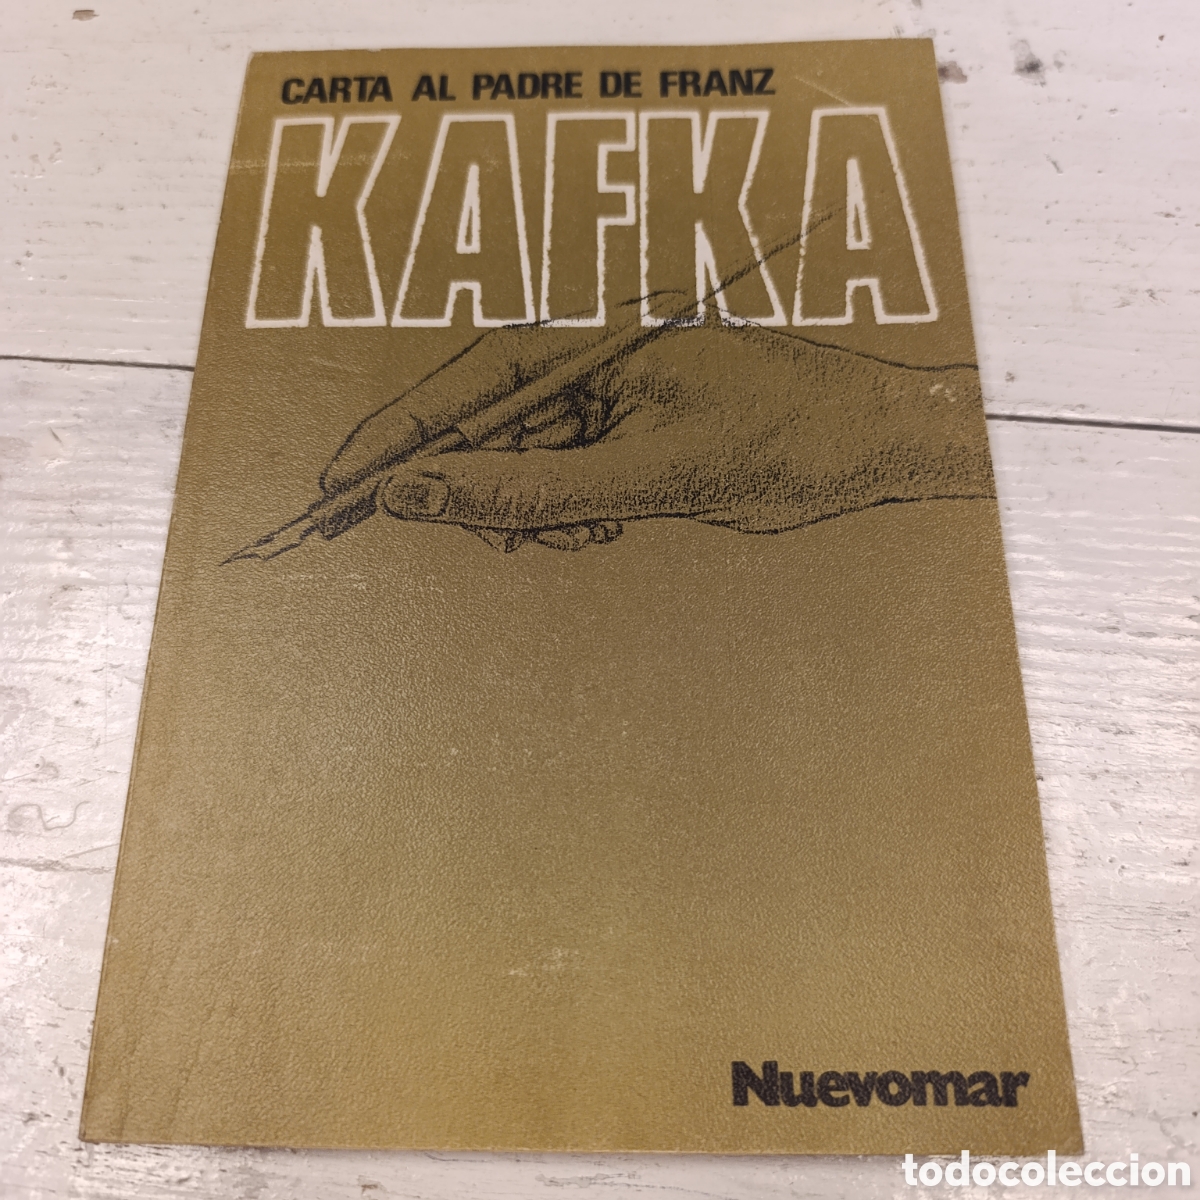 CARTA AL PADRE DE FRANZ
KAFKA
Nuevomar
todocoleccion